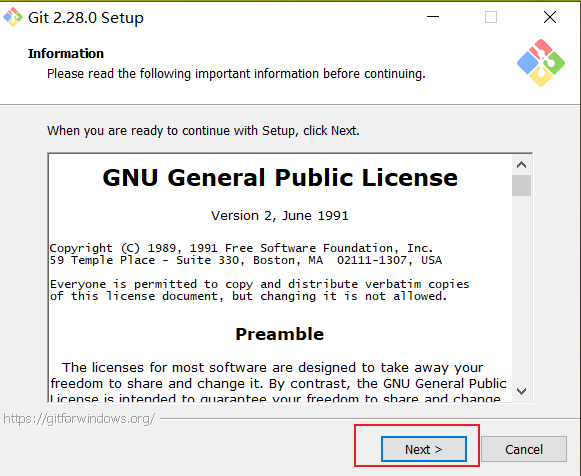 Git 2.28.0 Setup
Information
Please read the following important information before continuing.
When you are ready to continue with Setup, click Next.
GNU General Public License
Version 2, June 1991
Copyright (C) 1989, 1991 Free Software Foundation, Inc.
59 Temple Place - Suite 330, Boston, MA  02111-1307, USA
Everyone is permitted to copy and distribute verbatim copies
of this license document, but changing it is not allowed.
Preamble
The licenses for most software are designed to take away your
freedom to share and change it. By contrast, the GNU General Public
License is intended to guarantee your freedom to share and change
https://gitforwindows.org/
Next >
Cancel